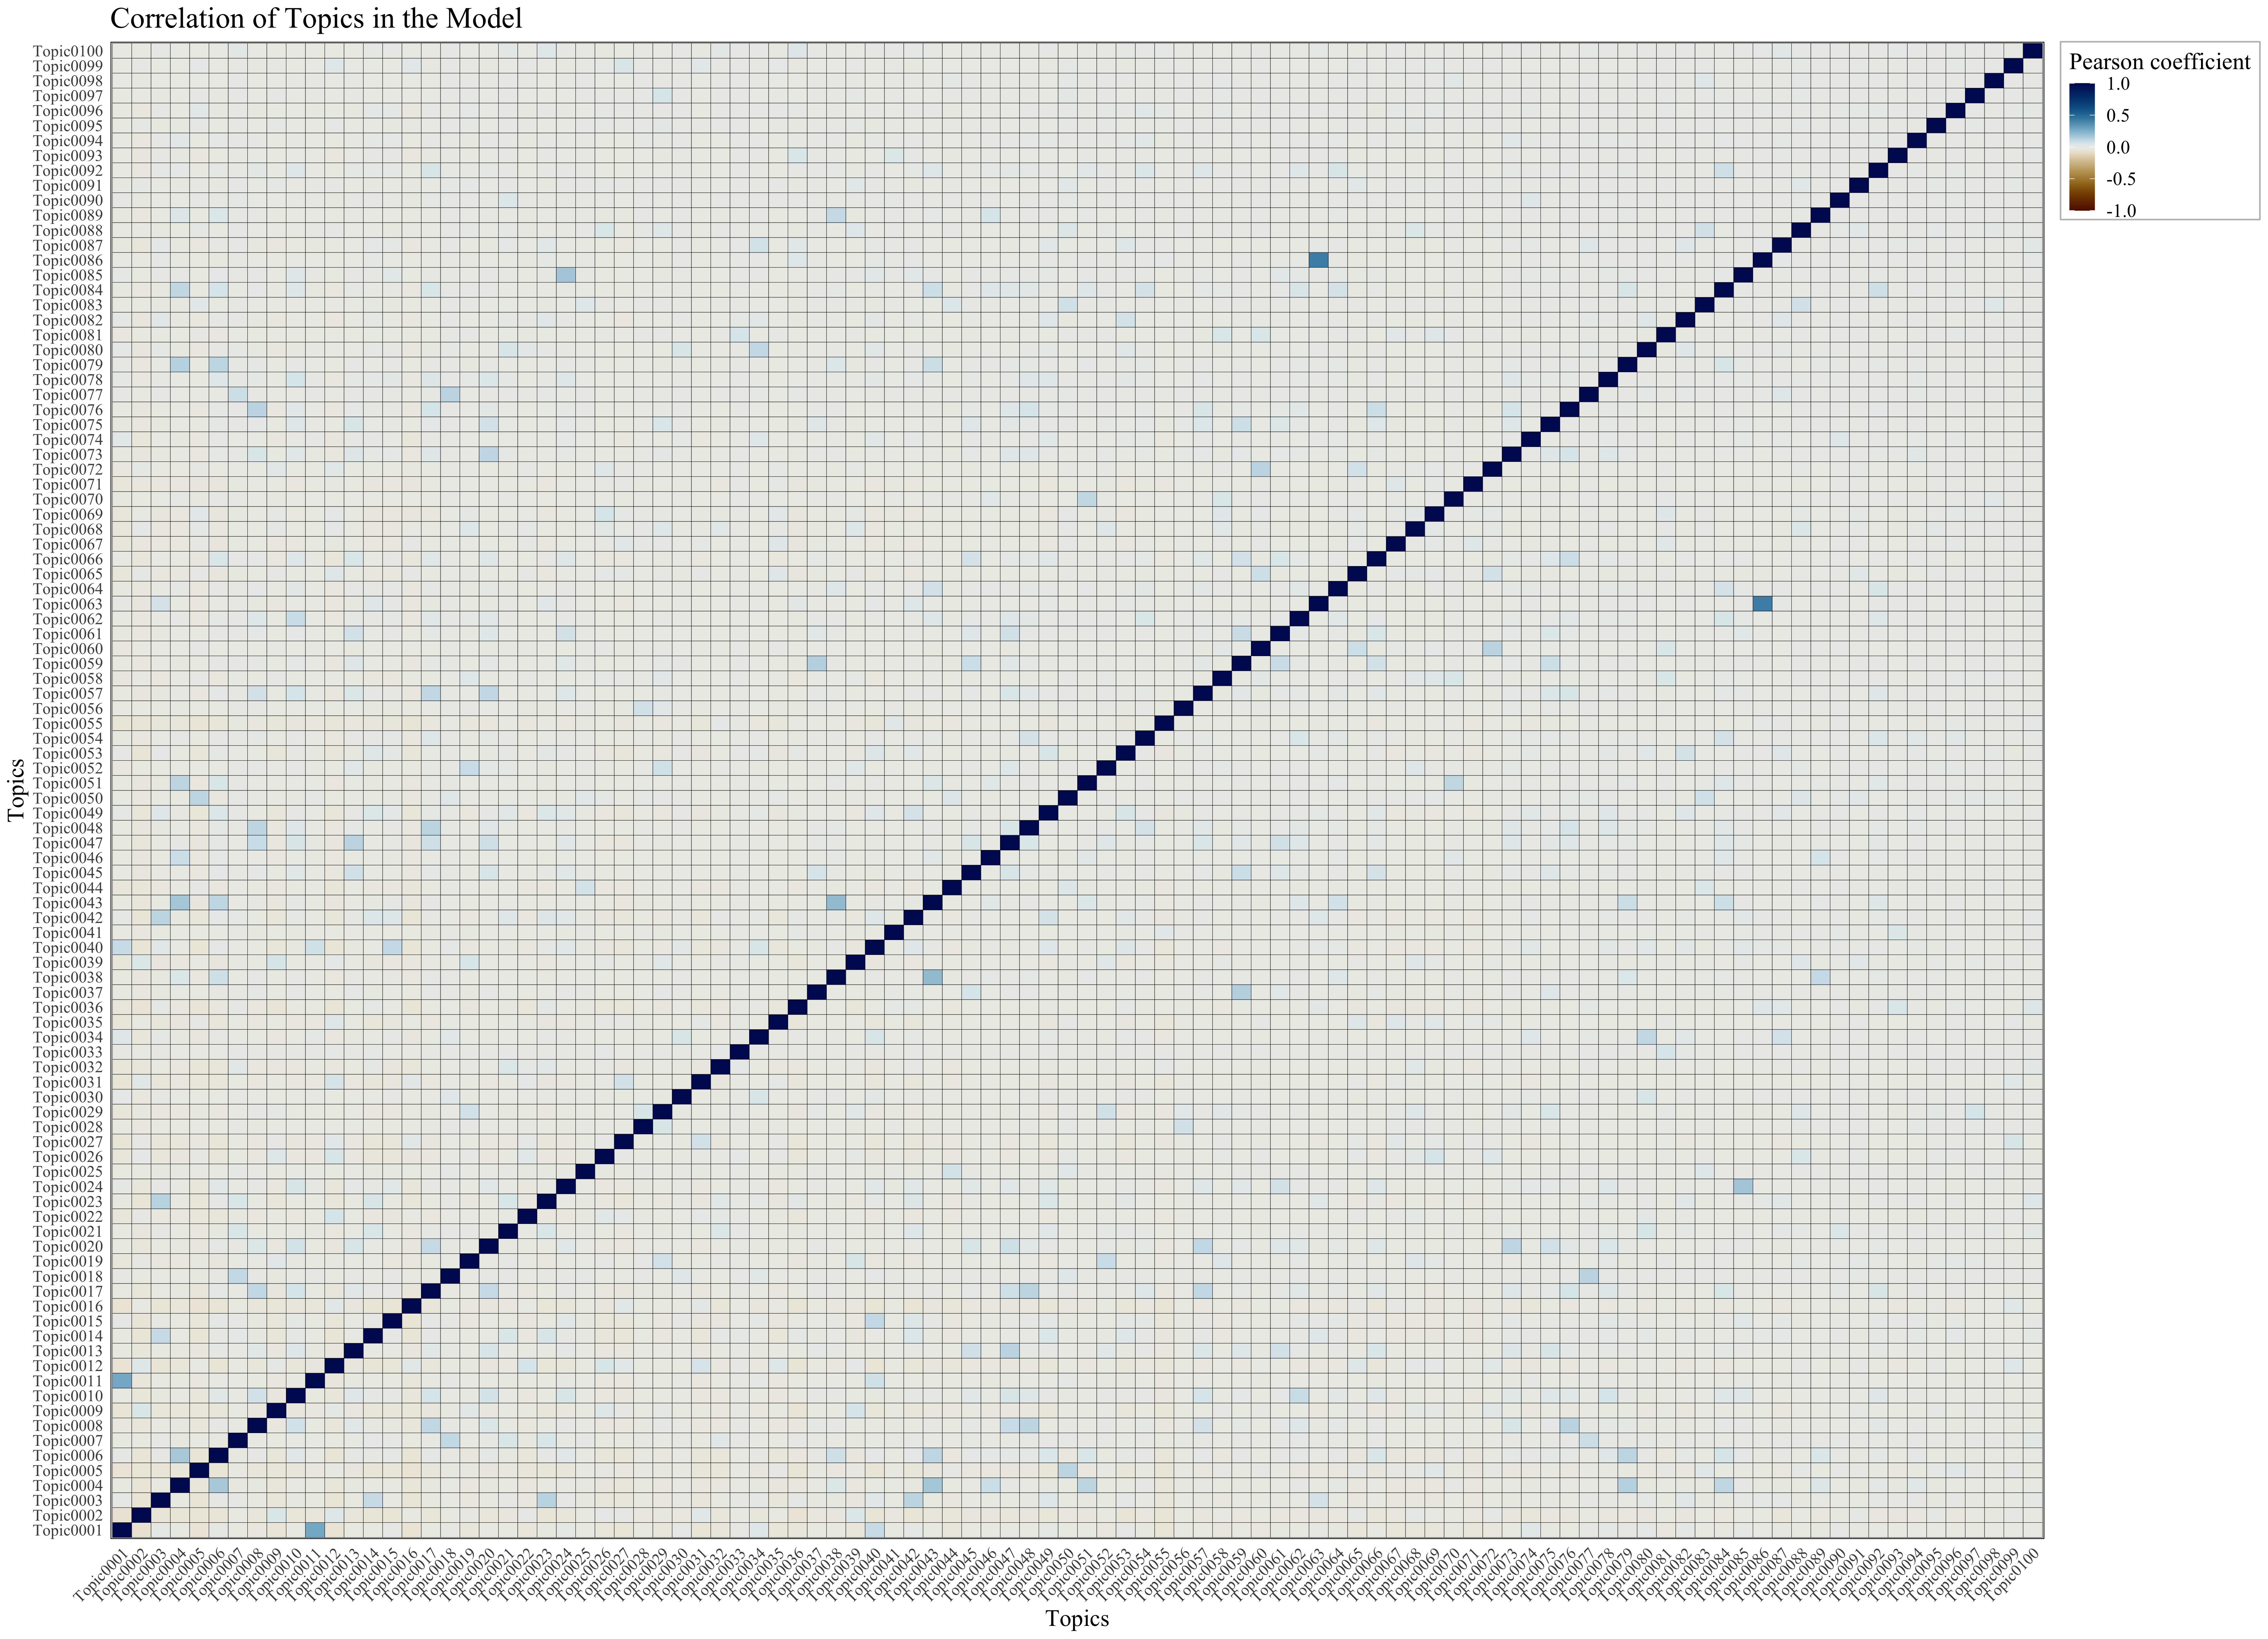 Correlation of Topics in the Model
Pearson coefficient
1.0
0.5
0.0
-0.5
-1.0
Topics
Topic0100
Topic0099
Topic0098
Topic0097
Topic0096
Topic0095
Topic0094
Topic0093
Topic0092
Topic0091
Topic0090
Topic0089
Topic0088
Topic0087
Topic0086
Topic0085
Topic0084
Topic0083
Topic0082
Topic0081
Topic0080
Topic0079
Topic0078
Topic0077
Topic0076
Topic0075
Topic0074
Topic0073
Topic0072
Topic0071
Topic0070
Topic0069
Topic0068
Topic0067
Topic0066
Topic0065
Topic0064
Topic0063
Topic0062
Topic0061
Topic0060
Topic0059
Topic0058
Topic0057
Topic0056
Topic0055
Topic0054
Topic0053
Topic0052
Topic0051
Topic0050
Topic0049
Topic0048
Topic0047
Topic0046
Topic0045
Topic0044
Topic0043
Topic0042
Topic0041
Topic0040
Topic0039
Topic0038
Topic0037
Topic0036
Topic0035
Topic0034
Topic0033
Topic0032
Topic0031
Topic0030
Topic0029
Topic0028
Topic0027
Topic0026
Topic0025
Topic0024
Topic0023
Topic0022
Topic0021
Topic0020
Topic0019
Topic0018
Topic0017
Topic0016
Topic0015
Topic0014
Topic0013
Topic0012
Topic0011
Topic0010
Topic0009
Topic0008
Topic0007
Topic0006
Topic0005
Topic0004
Topic0003
Topic0002
Topic0001
Topic0001
Topic0002
Topic0003
Topic0004
Topic0005
Topic0006
Topic0007
Topic0008
Topic0009
Topic0010
Topic0011
Topic0012
Topic0013
Topic0014
Topic0015
Topic0016
Topic0017
Topic0018
Topic0019
Topic0020
Topic0021
Topic0022
Topic0023
Topic0024
Topic0025
Topic0026
Topic0027
Topic0028
Topic0029
Topic0030
Topic0031
Topic0032
Topic0033
Topic0034
Topic0035
Topic0036
Topic0037
Topic0038
Topic0039
Topic0040
Topic0041
Topic0042
Topic0043
Topic0044
Topic0045
Topic0046
Topic0047
Topic0048
Topic0049
Topic0050
Topic0051
Topic0052
Topic0053
Topic0054
Topic0055
Topic0056
Topic0057
Topic0058
Topic0059
Topic0060
Topic0061
Topic0062
Topic0063
Topic0064
Topic0065
Topic0066
Topic0067
Topic0068
Topic0069
Topic0070
Topic0071
Topic0072
Topic0073
Topic0074
Topic0075
Topic0076
Topic0077
Topic0078
Topic0079
Topic0080
Topic0081
Topic0082
Topic0083
Topic0084
Topic0085
Topic0086
Topic0087
Topic0088
Topic0089
Topic0090
Topic0091
Topic0092
Topic0093
Topic0094
Topic0095
Topic0096
Topic0097
Topic0098
Topic0099
Topic0100
Topics